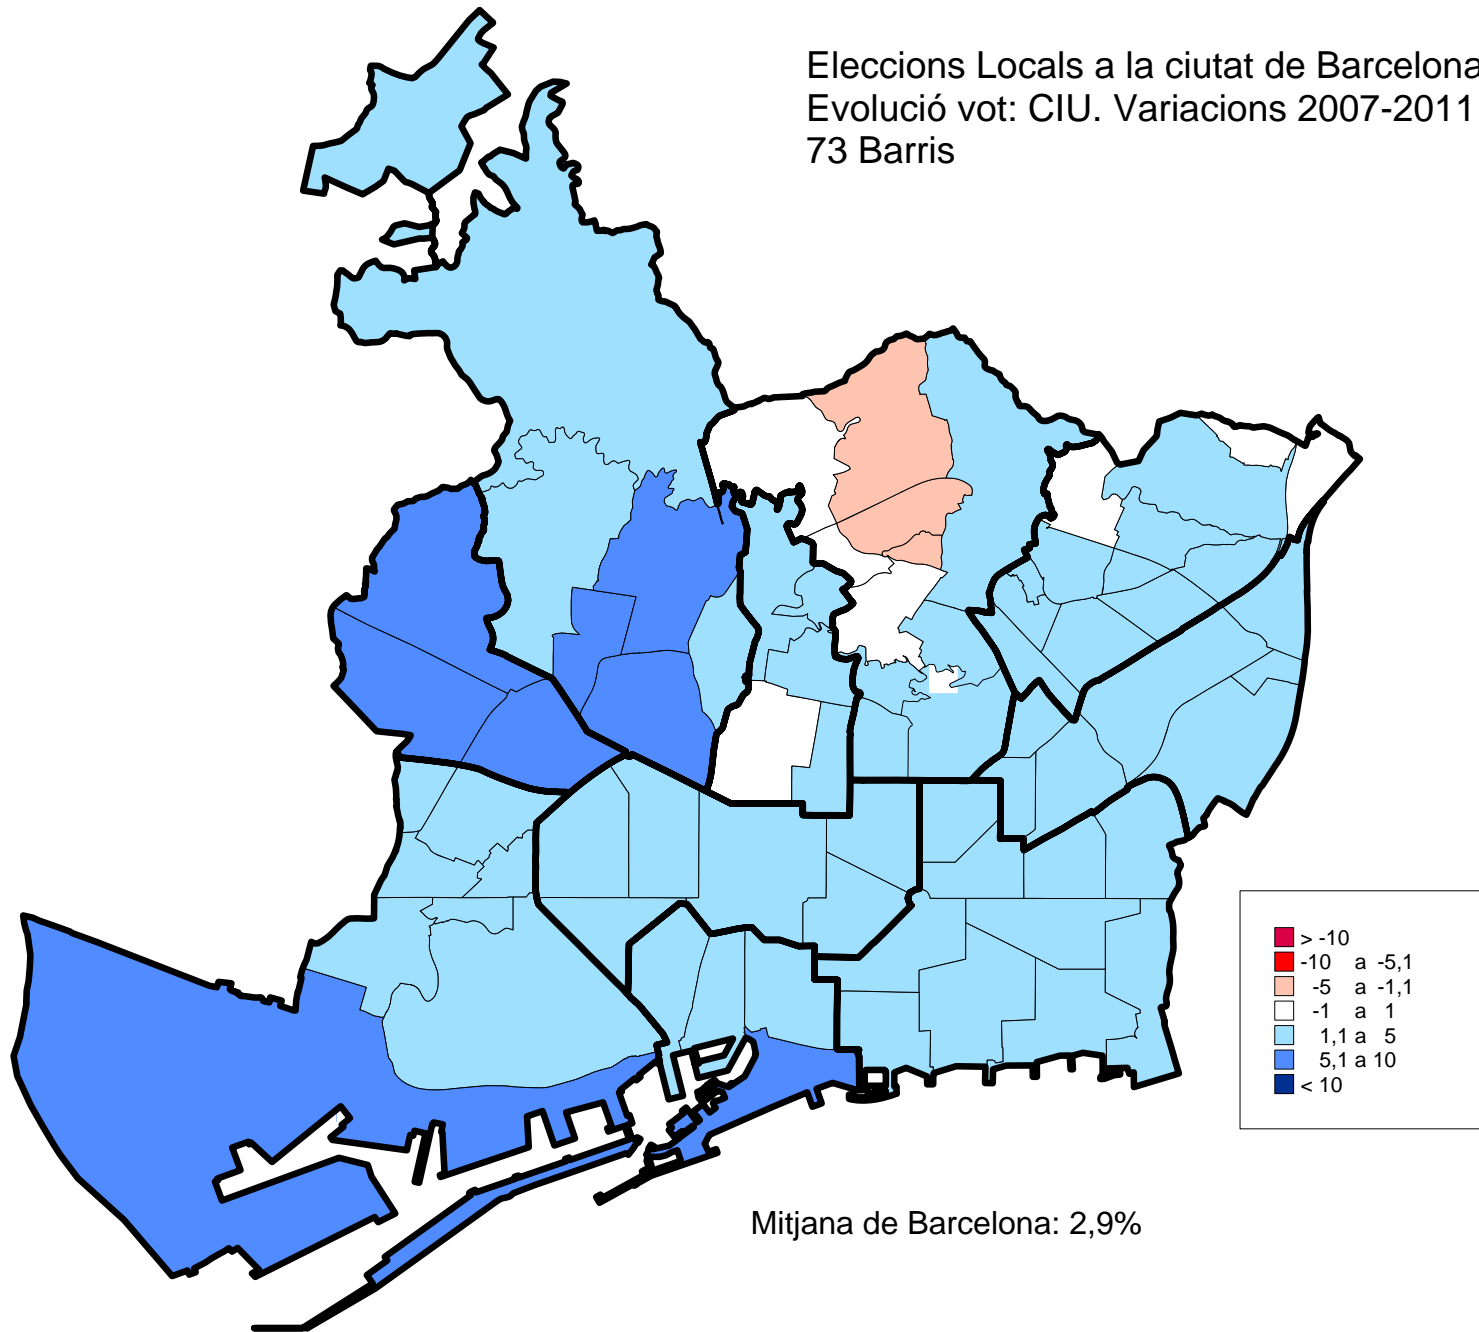 Eleccions Locals a la ciutat de Barcelona
Evolució vot: CIU. Variacions 2007-2011
73 Barris
> -10
-10 a -5,1
-5 a -1,1
-1 a 1
1,1 a 5
5,1 a 10
< 10
Mitjana de Barcelona: 2,9%